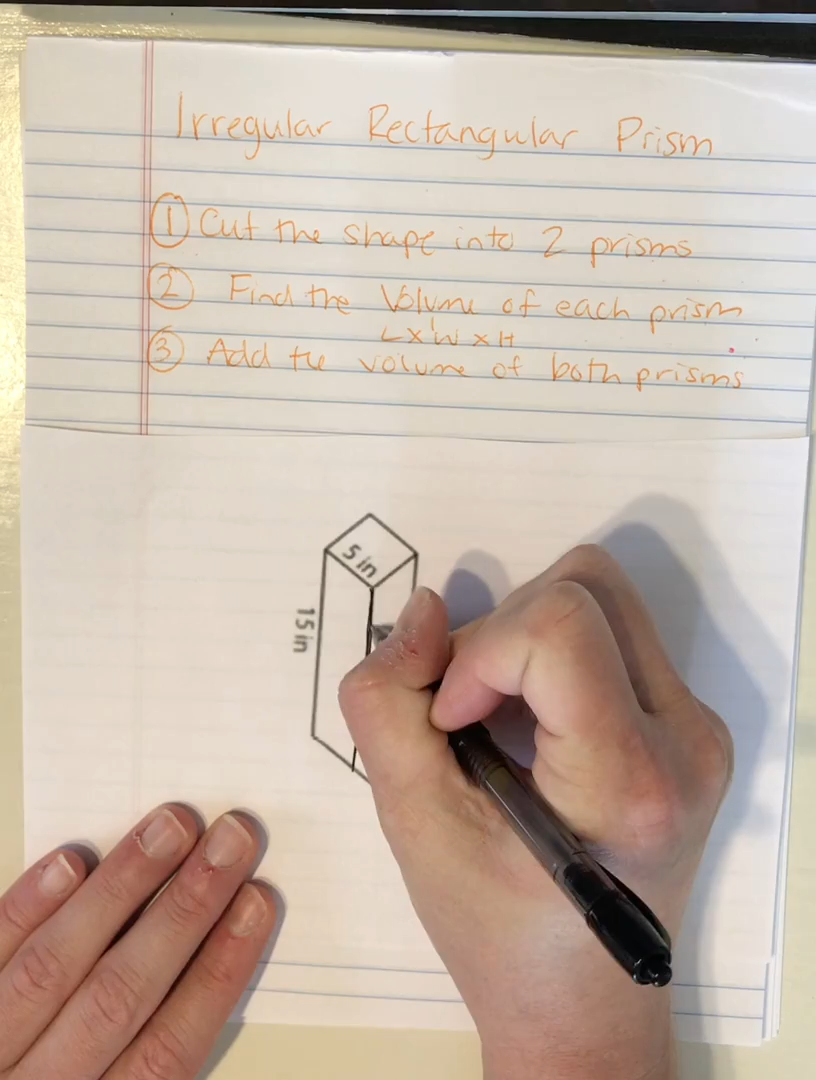 Irregular Rectangular Prism
① Cut the shape into 2 prisms
② Find the Volume of each prism
L x W x H
③ Add the volume of both prisms
5 in
15 in